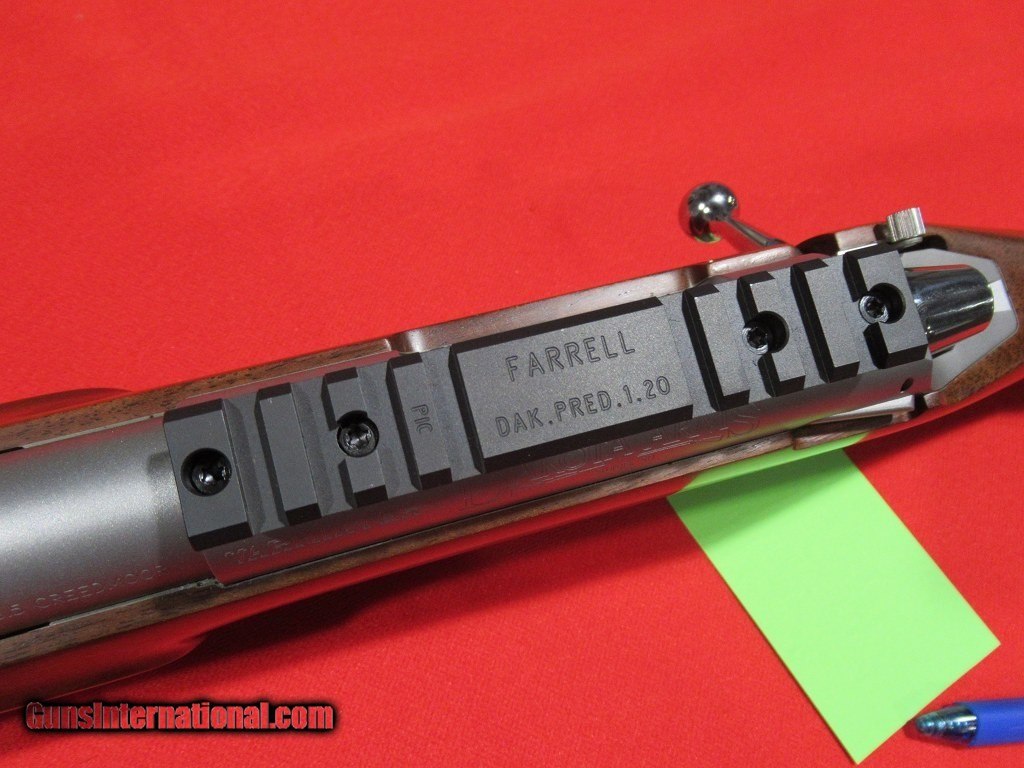 FARRELL
DAK.PRED.1.20
PIC
CREEDMOOR
GunsInternational.com